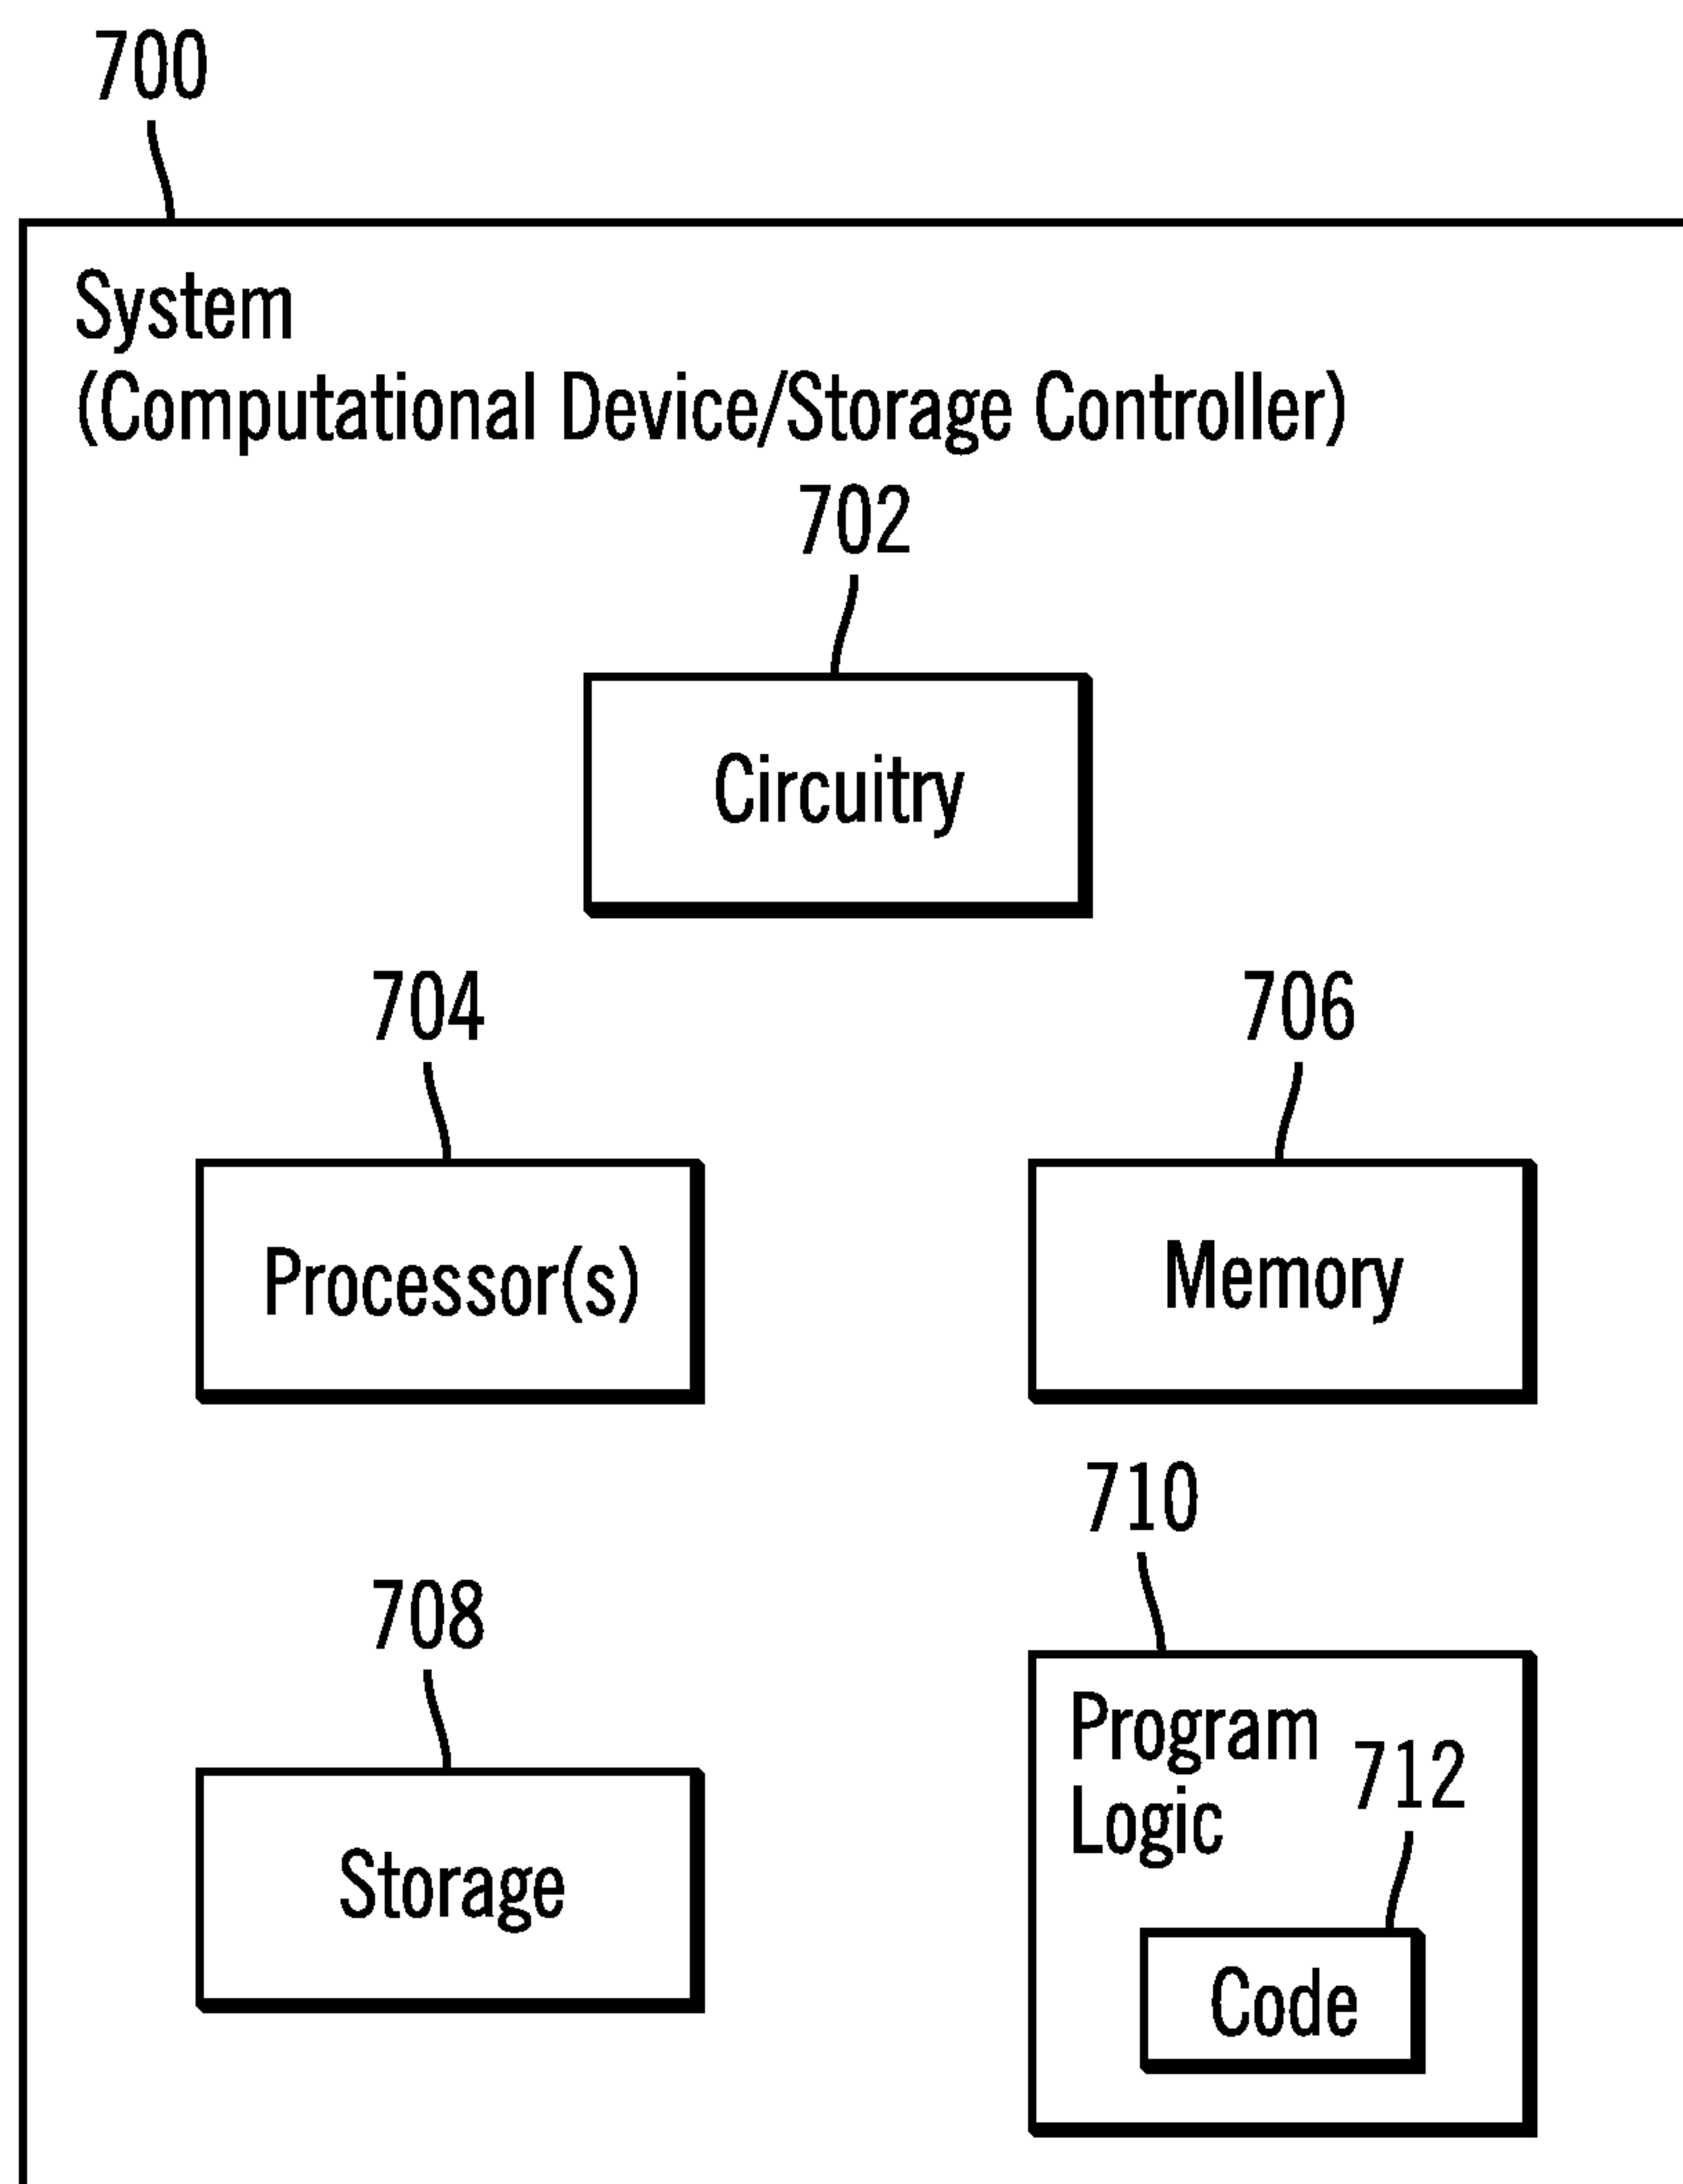 700
System
(Computational Device/Storage Controller)
702
Circuitry
704
706
Processor(s)
Memory
710
708
Program
Logic
712
Storage
Code